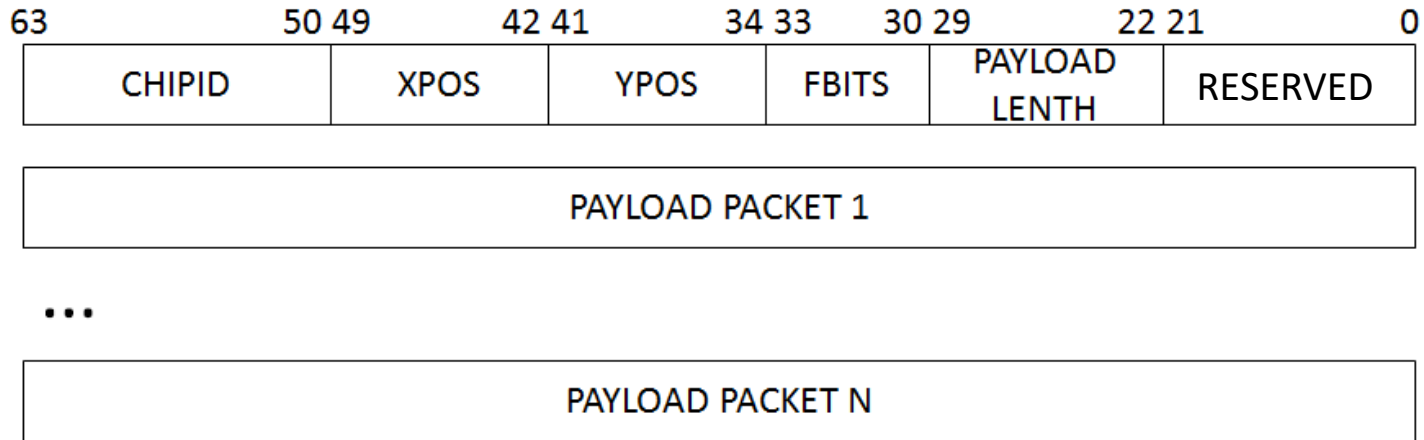 63 50 49 42 41 34 33 30 29 22 21 0
CHIPID XPOS YPOS FBITS PAYLOAD LENTH RESERVED
PAYLOAD PACKET 1
...
PAYLOAD PACKET N